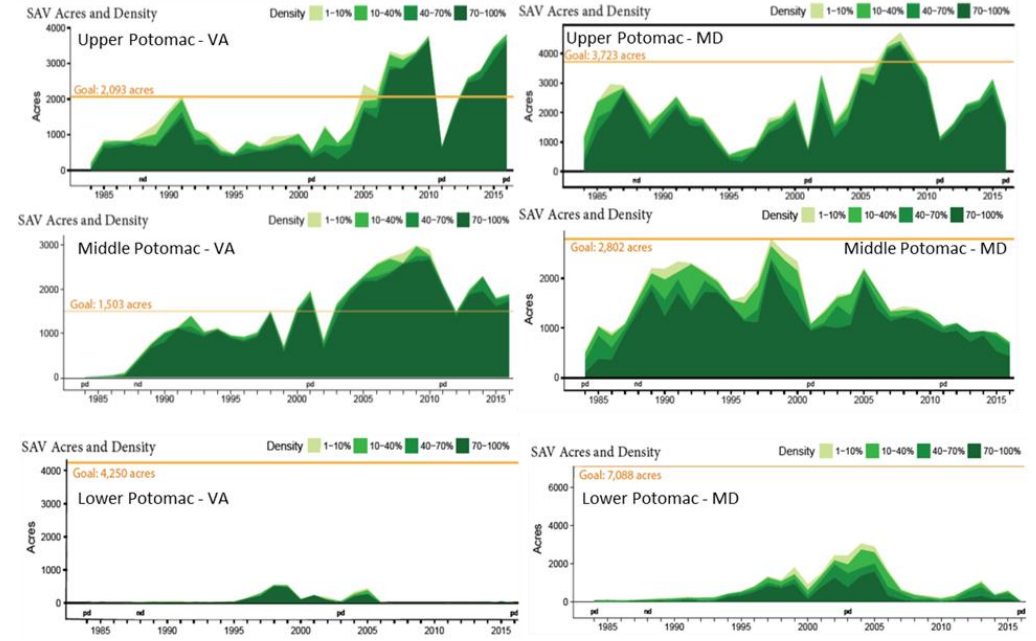 SAV Acres and Density
Density 1-10% 10-40% 40-70% 70-100%
Upper Potomac - VA
Goal: 2,093 acres
Acres
4000
3000
2000
1000
0
nd pd pd pd
1985 1990 1995 2000 2005 2010 2015
SAV Acres and Density
Density 1-10% 10-40% 40-70% 70-100%
Upper Potomac - MD
Goal: 3,723 acres
Acres
4000
3000
2000
1000
0
nd pd pd pd
1985 1990 1995 2000 2005 2010 2015
SAV Acres and Density
Density 1-10% 10-40% 40-70% 70-100%
Middle Potomac - VA
Goal: 1,503 acres
Acres
3000
2000
1000
0
pd nd pd pd
1985 1990 1995 2000 2005 2010 2015
SAV Acres and Density
Density 1-10% 10-40% 40-70% 70-100%
Middle Potomac - MD
Goal: 2,802 acres
Acres
2000
1000
0
pd nd pd pd
1985 1990 1995 2000 2005 2010 2015
SAV Acres and Density
Density 1-10% 10-40% 40-70% 70-100%
Goal: 4,250 acres
Lower Potomac - VA
Acres
4000
3000
2000
1000
0
pd nd pd pd
1985 1990 1995 2000 2005 2010 2015
SAV Acres and Density
Density 1-10% 10-40% 40-70% 70-100%
Goal: 7,088 acres
Lower Potomac - MD
Acres
6000
4000
2000
0
pd nd pd pd
1985 1990 1995 2000 2005 2010 2015